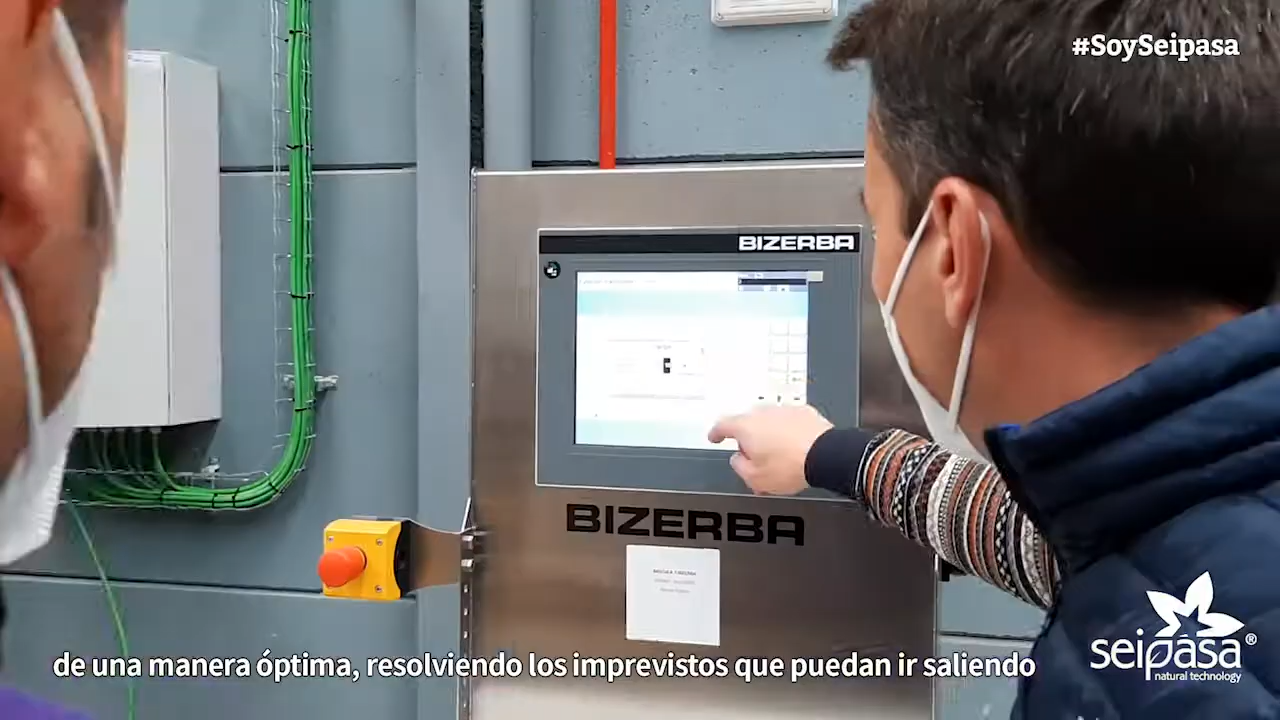 #SoySeipasa
BIZERBA
BIZERBA
de una manera óptima, resolviendo los imprevistos que puedan ir saliendo
seipasa®
natural technology